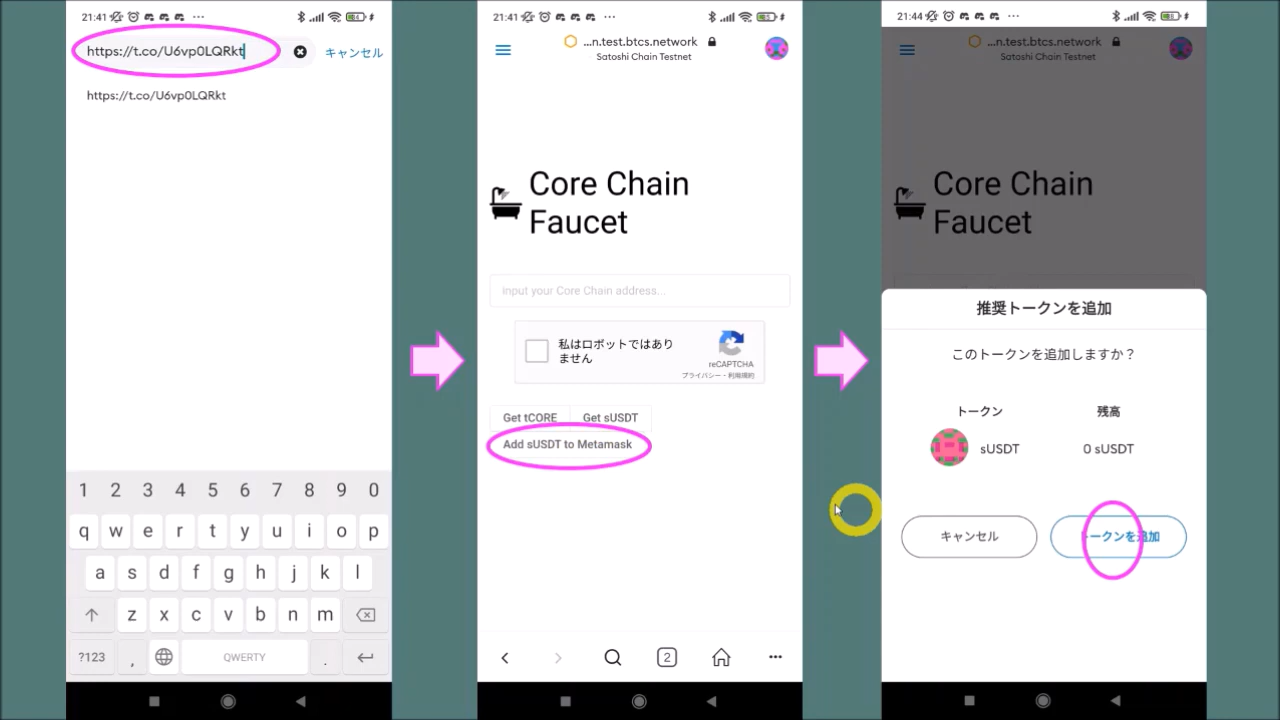 21:41
https://t.co/U6vp0LQRkt
キャンセル
https://t.co/U6vp0LQRkt
1 2 3 4 5 6 7 8 9 0
q w e r t y u i o p
a s d f g h j k l
z x c v b n m
?123 , QWERTY .
21:41
...n.test.btcs.network
Satoshi Chain Testnet
Core Chain
Faucet
input your Core Chain address...
私はロボットではあり
ません
reCAPTCHA
プライバシー - 利用規約
Get tCORE Get sUSDT
Add sUSDT to Metamask
2
21:44
...n.test.btcs.network
Satoshi Chain Testnet
Core Chain
Faucet
推奨トークンを追加
このトークンを追加しますか？
トークン 残高
sUSDT 0 sUSDT
キャンセル トークンを追加